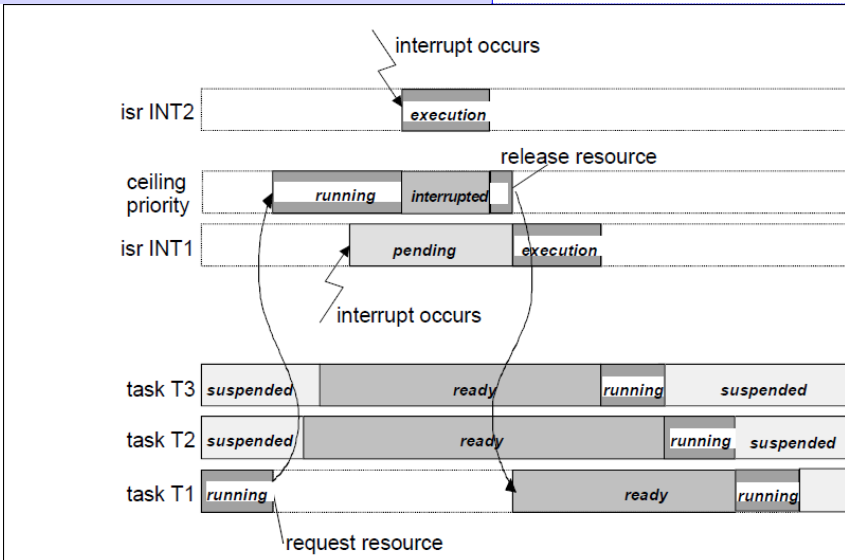 interrupt occurs
isr INT2
execution
release resource
ceiling
priority
running
interrupted
isr INT1
pending
execution
interrupt occurs
task T3
suspended
ready
running
suspended
task T2
suspended
ready
running
suspended
task T1
running
ready
running
request resource